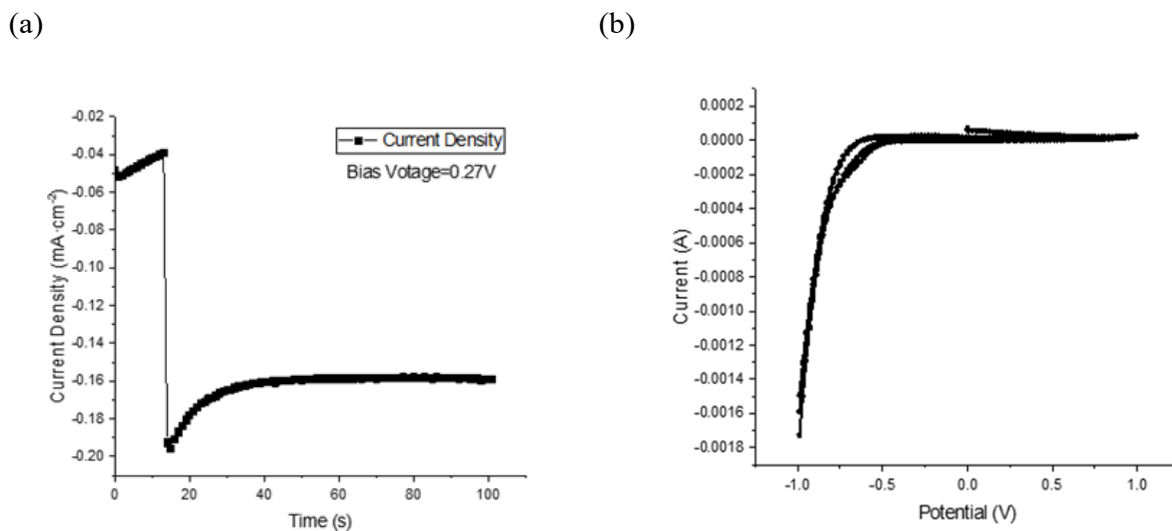 (a)
(b)
-0.02
-0.04
-0.06
-0.08
-0.10
-0.12
-0.14
-0.16
-0.18
-0.20
Current Density (mA·cm⁻²)
Current Density
Bias Votage=0.27V
0 20 40 60 80 100
Time (s)
0.0002
0.0000
-0.0002
-0.0004
-0.0006
-0.0008
-0.0010
-0.0012
-0.0014
-0.0016
-0.0018
Current (A)
-1.0 -0.5 0.0 0.5 1.0
Potential (V)